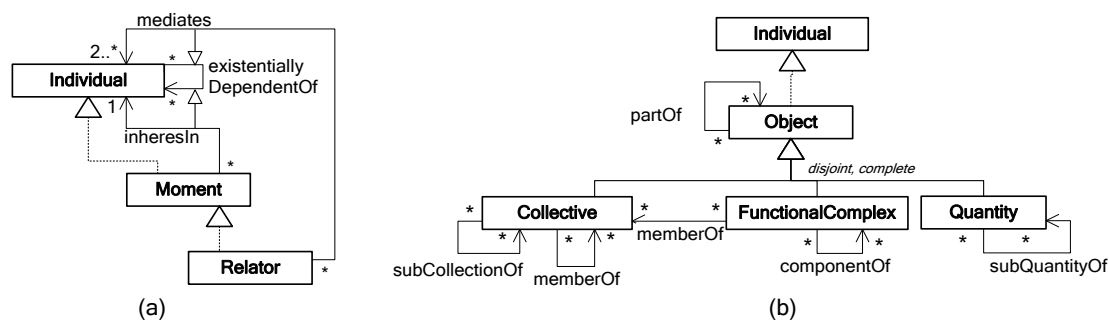 mediates
2..*
*
Individual
existentially
DependentOf
1
*
inheresIn
*
Moment
Relator
*
(a)
Individual
partOf
*
Object
*
disjoint, complete
*
Collective
*
*
FunctionalComplex
Quantity
*
*
*
*
memberOf
*
*
*
*
subCollectionOf
memberOf
componentOf
subQuantityOf
(b)